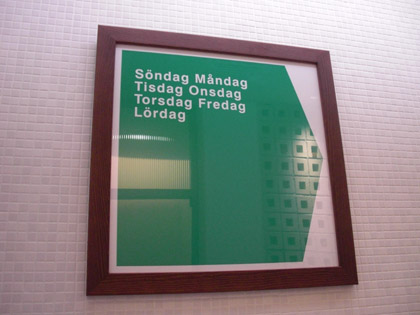 Söndag Måndag
Tisdag Onsdag
Torsdag Fredag
Lördag